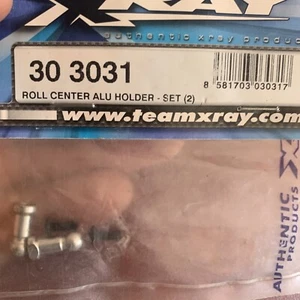 XRAY
authentic xray produc
30 3031
8 581703 030317
ROLL CENTER ALU HOLDER - SET (2)
www.teamxray.com
AUTHENTIC
PRODUCTS